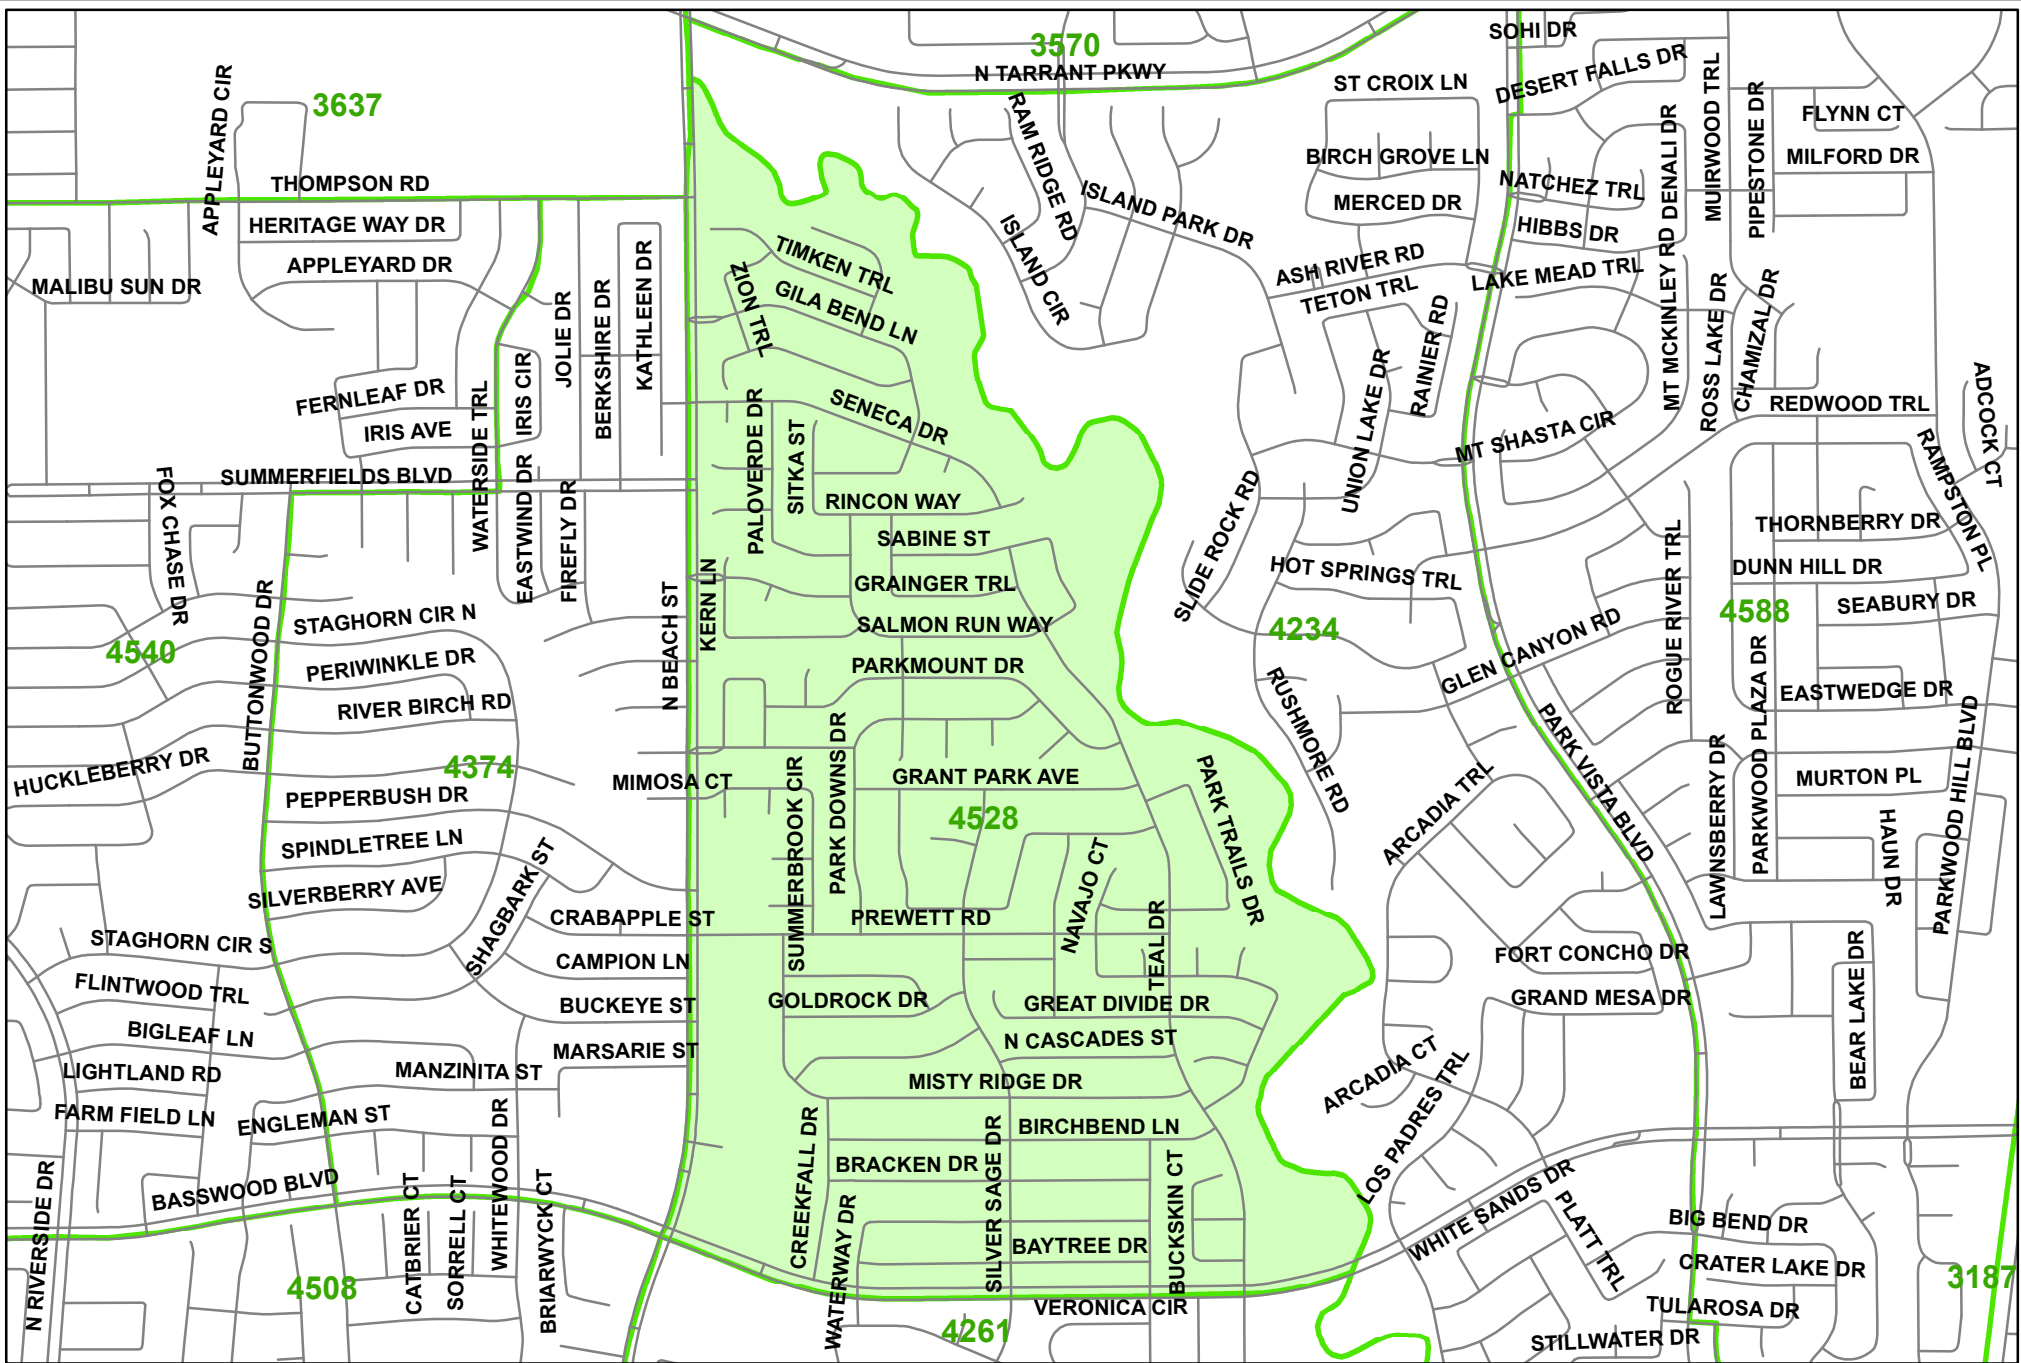 SOHI DR
3570
N TARRANT PKWY
DESERT FALLS DR
ST CROIX LN
APPLEYARD CIR
3637
RAM RIDGE RD
MUIRWOOD TRL
PIPESTONE DR
FLYNN CT
BIRCH GROVE LN
MT MCKINLEY RD
DENALI DR
MILFORD DR
THOMPSON RD
NATCHEZ TRL
ISLAND PARK DR
MERCED DR
HERITAGE WAY DR
HIBBS DR
ISLAND CIR
TIMKEN TRL
APPLEYARD DR
KATHLEEN DR
ZION TRL
ASH RIVER RD
LAKE MEAD TRL
MALIBU SUN DR
GILA BEND LN
TETON TRL
JOLIE DR
BERKSHIRE DR
RAINIER RD
ROSS LAKE DR
CHAMIZAL DR
FERNLEAF DR
IRIS CIR
UNION LAKE DR
ADCOCK CT
WATERSIDE TRL
PALOVERDE DR
SITKA ST
SENECA DR
REDWOOD TRL
IRIS AVE
MT SHASTA CIR
SUMMERFIELDS BLVD
RAMPSTON PL
FOX CHASE DR
EASTWIND DR
FIREFLY DR
RINCON WAY
THORNBERRY DR
SABINE ST
SLIDE ROCK RD
ROGUE RIVER TRL
DUNN HILL DR
GRAINGER TRL
HOT SPRINGS TRL
BUTTONWOOD DR
N BEACH ST
KERN LN
SEABURY DR
STAGHORN CIR N
SALMON RUN WAY
4234
4588
4540
GLEN CANYON RD
PERIWINKLE DR
PARKMOUNT DR
RIVER BIRCH RD
RUSHMORE RD
PARKWOOD PLAZA DR
EASTWEDGE DR
HUCKLEBERRY DR
4374
PARK DOWNS DR
PARK VISTA BLVD
PARKWOOD HILL BLVD
MIMOSA CT
GRANT PARK AVE
PARK TRAILS DR
LAWNSBERRY DR
MURTON PL
PEPPERBUSH DR
SUMMERBROOK CIR
4528
ARCADIA TRL
SPINDLETREE LN
HAUN DR
SILVERBERRY AVE
SHAGBARK ST
NAVAJO CT
CRABAPPLE ST
PREWETT RD
STAGHORN CIR S
TEAL DR
FORT CONCHO DR
CAMPION LN
FLINTWOOD TRL
GOLDROCK DR
GREAT DIVIDE DR
GRAND MESA DR
BUCKEYE ST
BEAR LAKE DR
BIGLEAF LN
N CASCADES ST
MARSARIE ST
ARCADIA CT
LIGHTLAND RD
MANZINITA ST
MISTY RIDGE DR
FARM FIELD LN
ENGLEMAN ST
WHITEWOOD DR
LOS PADRES TRL
BIRCHBEND LN
CREEKFALL DR
SILVER SAGE DR
BRACKEN DR
BASSWOOD BLVD
BUCKSKIN CT
N RIVERSIDE DR
CATBRIER CT
SORRELL CT
BRIARWYCK CT
WHITE SANDS DR
PLATT TRL
BIG BEND DR
WATERWAY DR
BAYTREE DR
CRATER LAKE DR
3187
4508
VERONICA CIR
TULAROSA DR
4261
STILLWATER DR